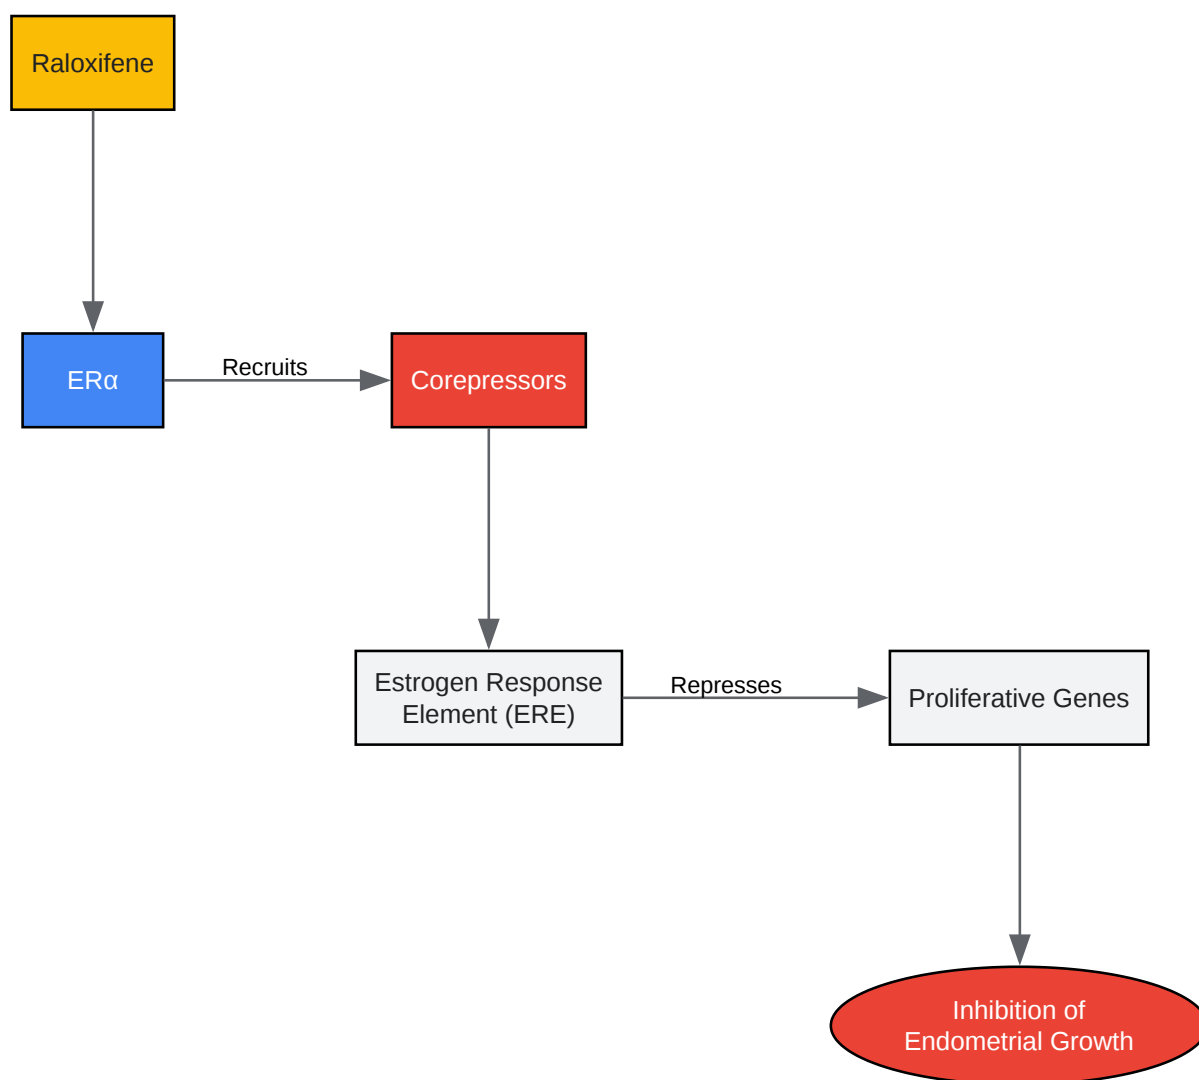 Raloxifene
ERα
Recruits
Corepressors
Estrogen Response
Element (ERE)
Represses
Proliferative Genes
Inhibition of
Endometrial Growth